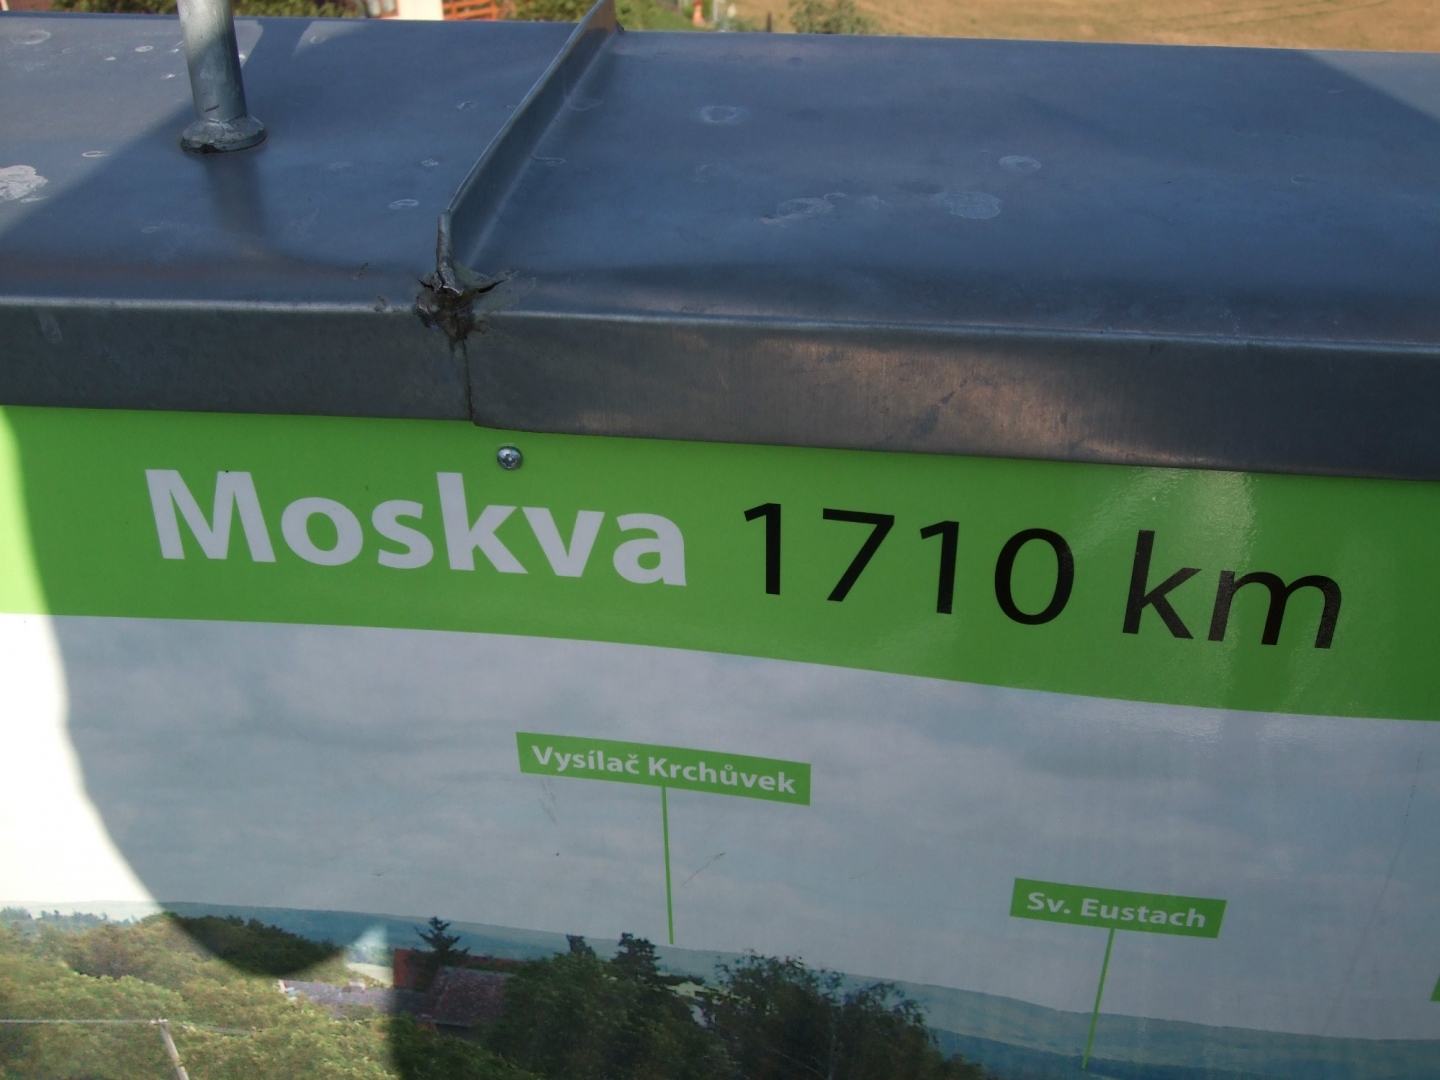 Moskva 1710 km
Vysílač Krchůvek
Sv. Eustach